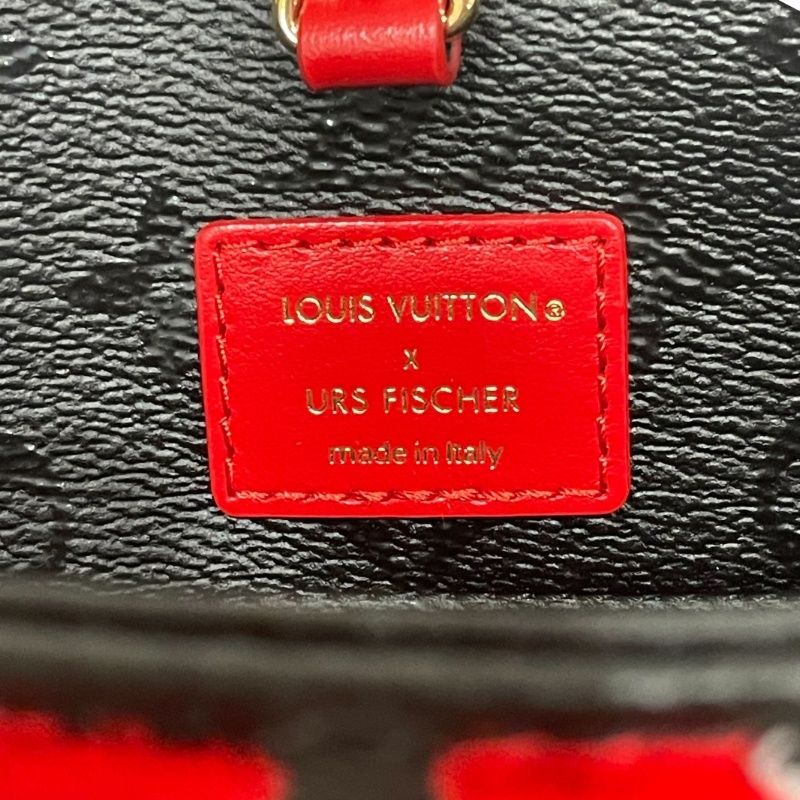 LOUIS VUITTON®
x
URS FISCHER
made in Italy